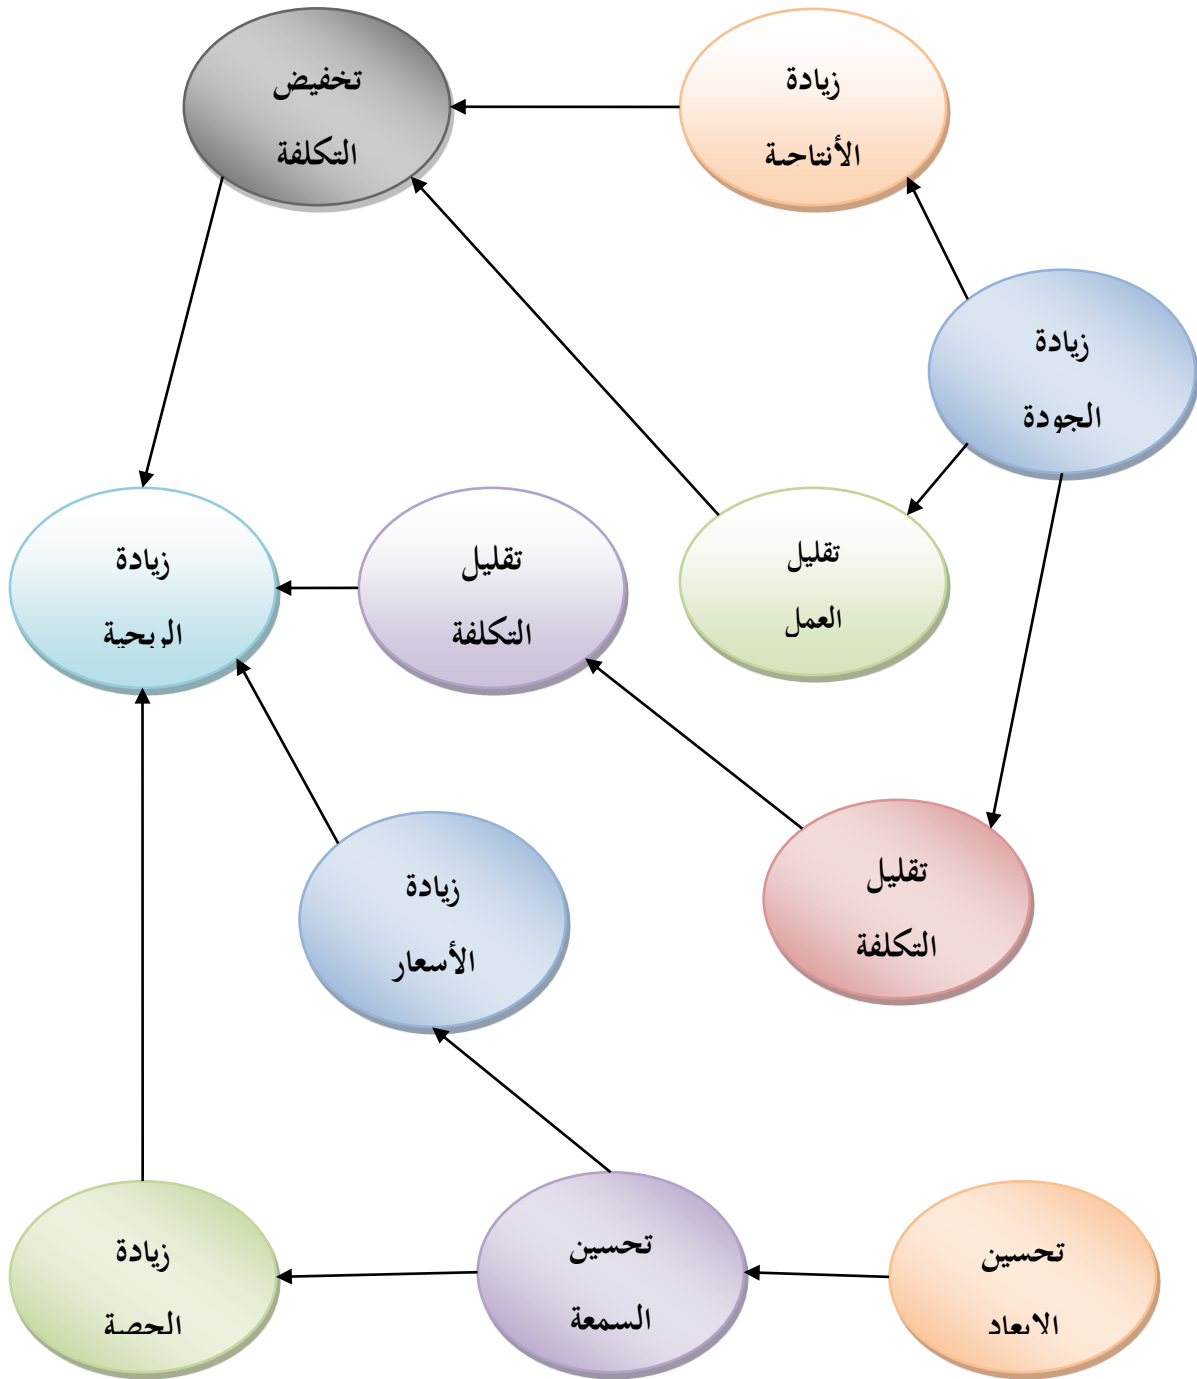 زيادة
الأنتاجية
تخفيض
التكلفة
زيادة
الجودة
تقليل
العمل
تقليل
التكلفة
زيادة
الربحية
تقليل
التكلفة
زيادة
الأسعار
تحسين
الابعاد
تحسين
السمعة
زيادة
الحصة